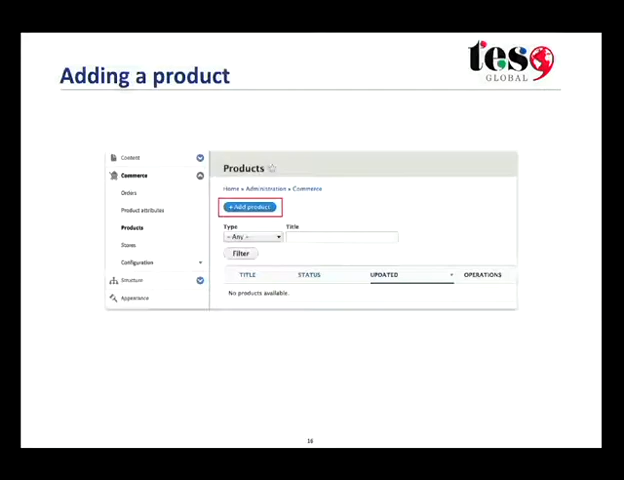 Adding a product
teso
GLOBAL
Content
Commerce
Orders
Product attributes
Products
Stores
Configuration
Structure
Appearance
Products
Home » Administration » Commerce
+ Add product
Type
Title
- Any -
Filter
TITLE STATUS UPDATED OPERATIONS
No products available.
16